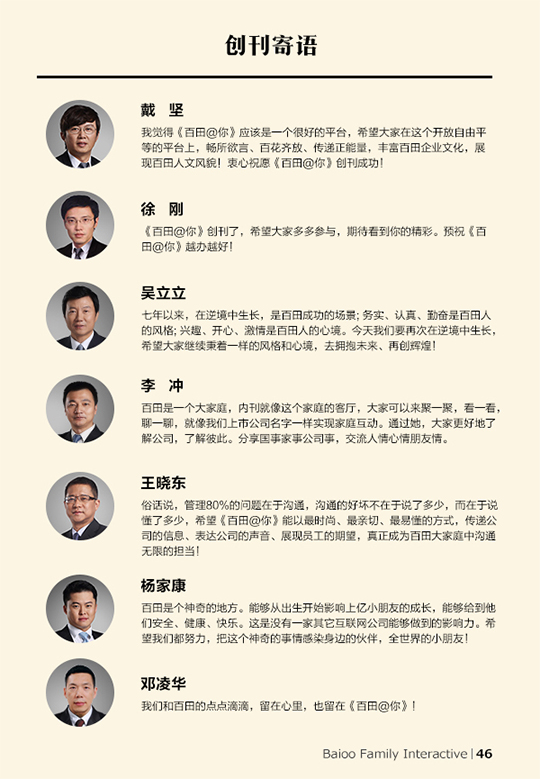 创刊寄语
戴 坚
我觉得《百田@你》应该是一个很好的平台，希望大家在这个开放自由平
等的平台上，畅所欲言、百花齐放、传递正能量，丰富百田企业文化，展
现百田人文风貌！衷心祝愿《百田@你》创刊成功！
徐 刚
《百田@你》创刊了，希望大家多多参与，期待看到你的精彩。预祝《百
田@你》越办越好！
吴立立
七年以来，在逆境中生长，是百田成功的场景; 务实、认真、勤奋是百田人
的风格; 兴趣、开心、激情是百田人的心境。今天我们要再次在逆境中生长，
希望大家继续秉着一样的风格和心境，去拥抱未来、再创辉煌！
李 冲
百田是一个大家庭，内刊就像这个家庭的客厅，大家可以来聚一聚，看一看，
聊一聊，就像我们上市公司名字一样实现家庭互动。通过她，大家更好地了
解公司，了解彼此。分享国事家事公司事，交流人情心情朋友情。
王晓东
俗话说，管理80%的问题在于沟通，沟通的好坏不在于说了多少，而在于说
懂了多少，希望《百田@你》能以最时尚、最亲切、最易懂的方式，传递公
司的信息、表达公司的声音、展现员工的期望，真正成为百田大家庭中沟通
无限的担当！
杨家康
百田是个神奇的地方。能够从出生开始影响上亿小朋友的成长，能够给到他
们安全、健康、快乐。这是没有一家其它互联网公司能够做到的影响力。希
望我们都努力，把这个神奇的事情感染身边的伙伴，全世界的小朋友！
邓凌华
我们和百田的点点滴滴，留在心里，也留在《百田@你》！
Baioo Family Interactive | 46